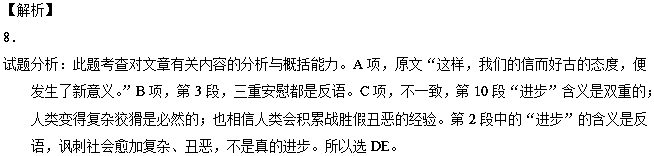 【解析】
8．
试题分析：此题考查对文章有关内容的分析与概括能力。A 项，原文“这样，我们的信而好古的态度，便
发生了新意义。”B 项，第 3 段，三重安慰都是反语。C 项，不一致，第 10 段“进步”含义是双重的；
人类变得复杂狡猾是必然的；也相信人类会积累战胜假丑恶的经验。第 2 段中的“进步”的含义是反
语，讽刺社会愈加复杂、丑恶，不是真的进步。所以选 DE。